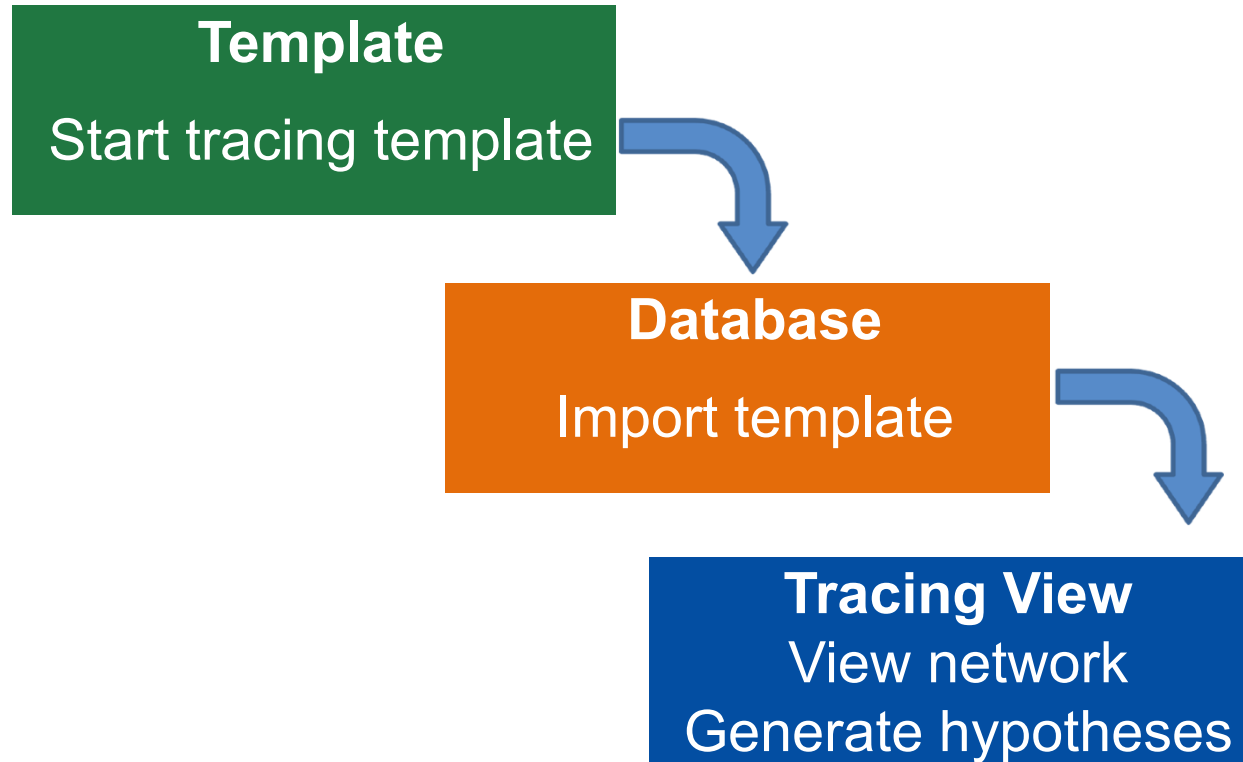 Template
Start tracing template
Database
Import template
Tracing View
View network
Generate hypotheses